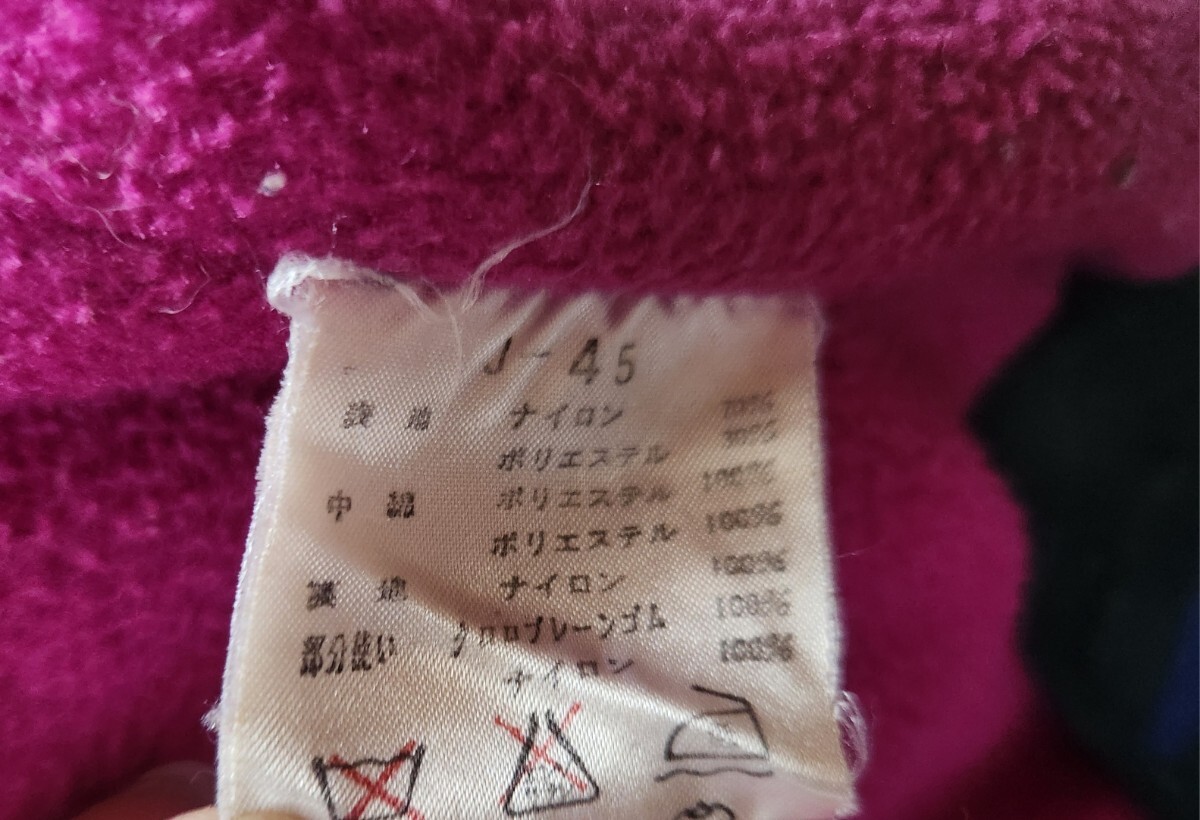 J-45
表地 ナイロン
ポリエステル
中綿 ポリエステル 100%
ポリエステル 100%
裏地 ナイロン 100%
部分使い クロロプレーンゴム 100%
ナイロン 100%